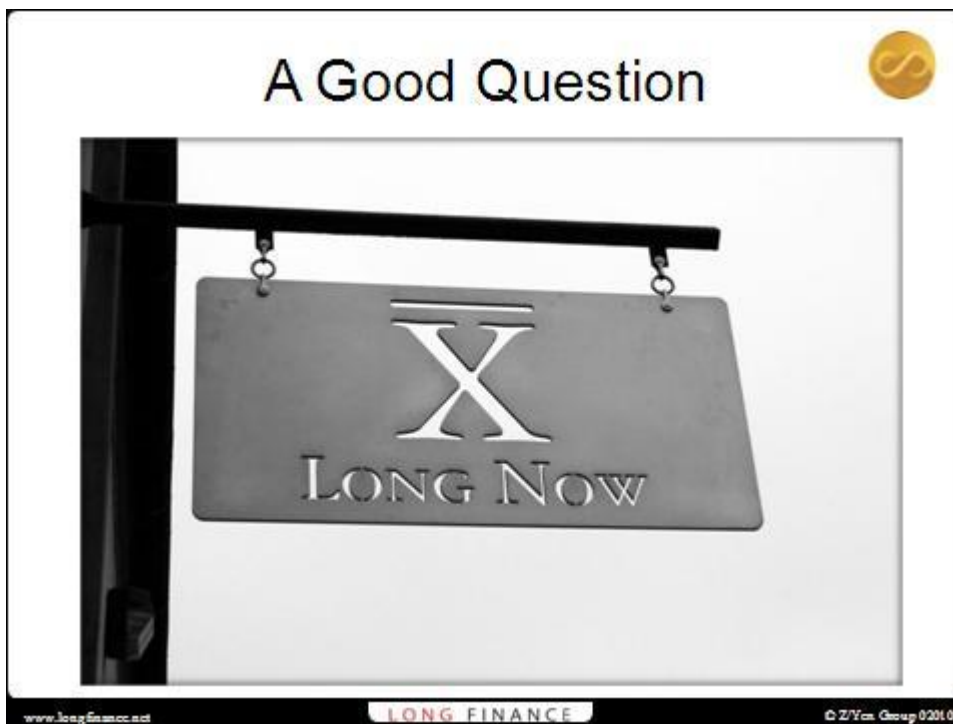 A Good Question
X̅
LONG NOW
www.longfinance.net
LONG FINANCE
© Z/Yen Group ©2010